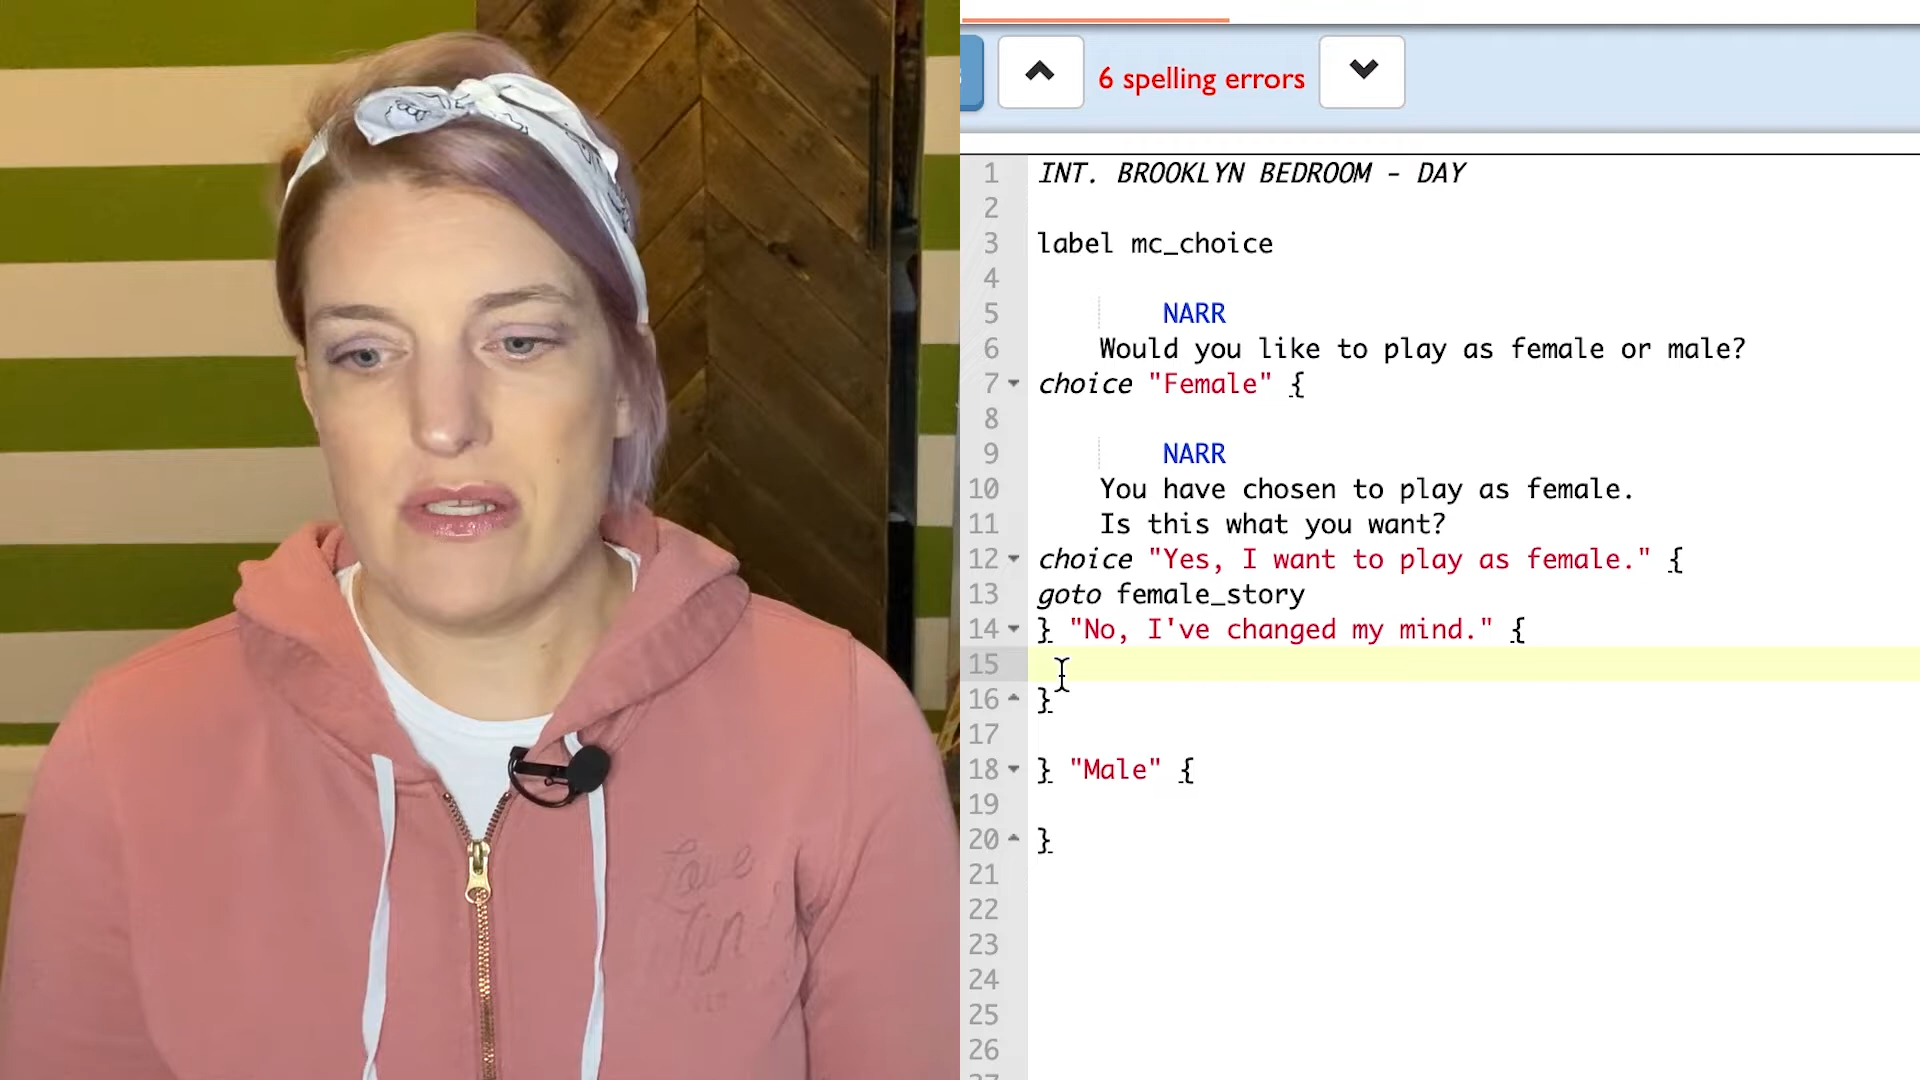 6 spelling errors
1 INT. BROOKLYN BEDROOM - DAY
2
3 label mc_choice
4
5 NARR
6 Would you like to play as female or male?
7 choice "Female" {
8
9 NARR
10 You have chosen to play as female.
11 Is this what you want?
12 choice "Yes, I want to play as female." {
13 goto female_story
14 } "No, I've changed my mind." {
15
16 }
17
18 } "Male" {
19
20 }
21
22
23
24
25
26
Love